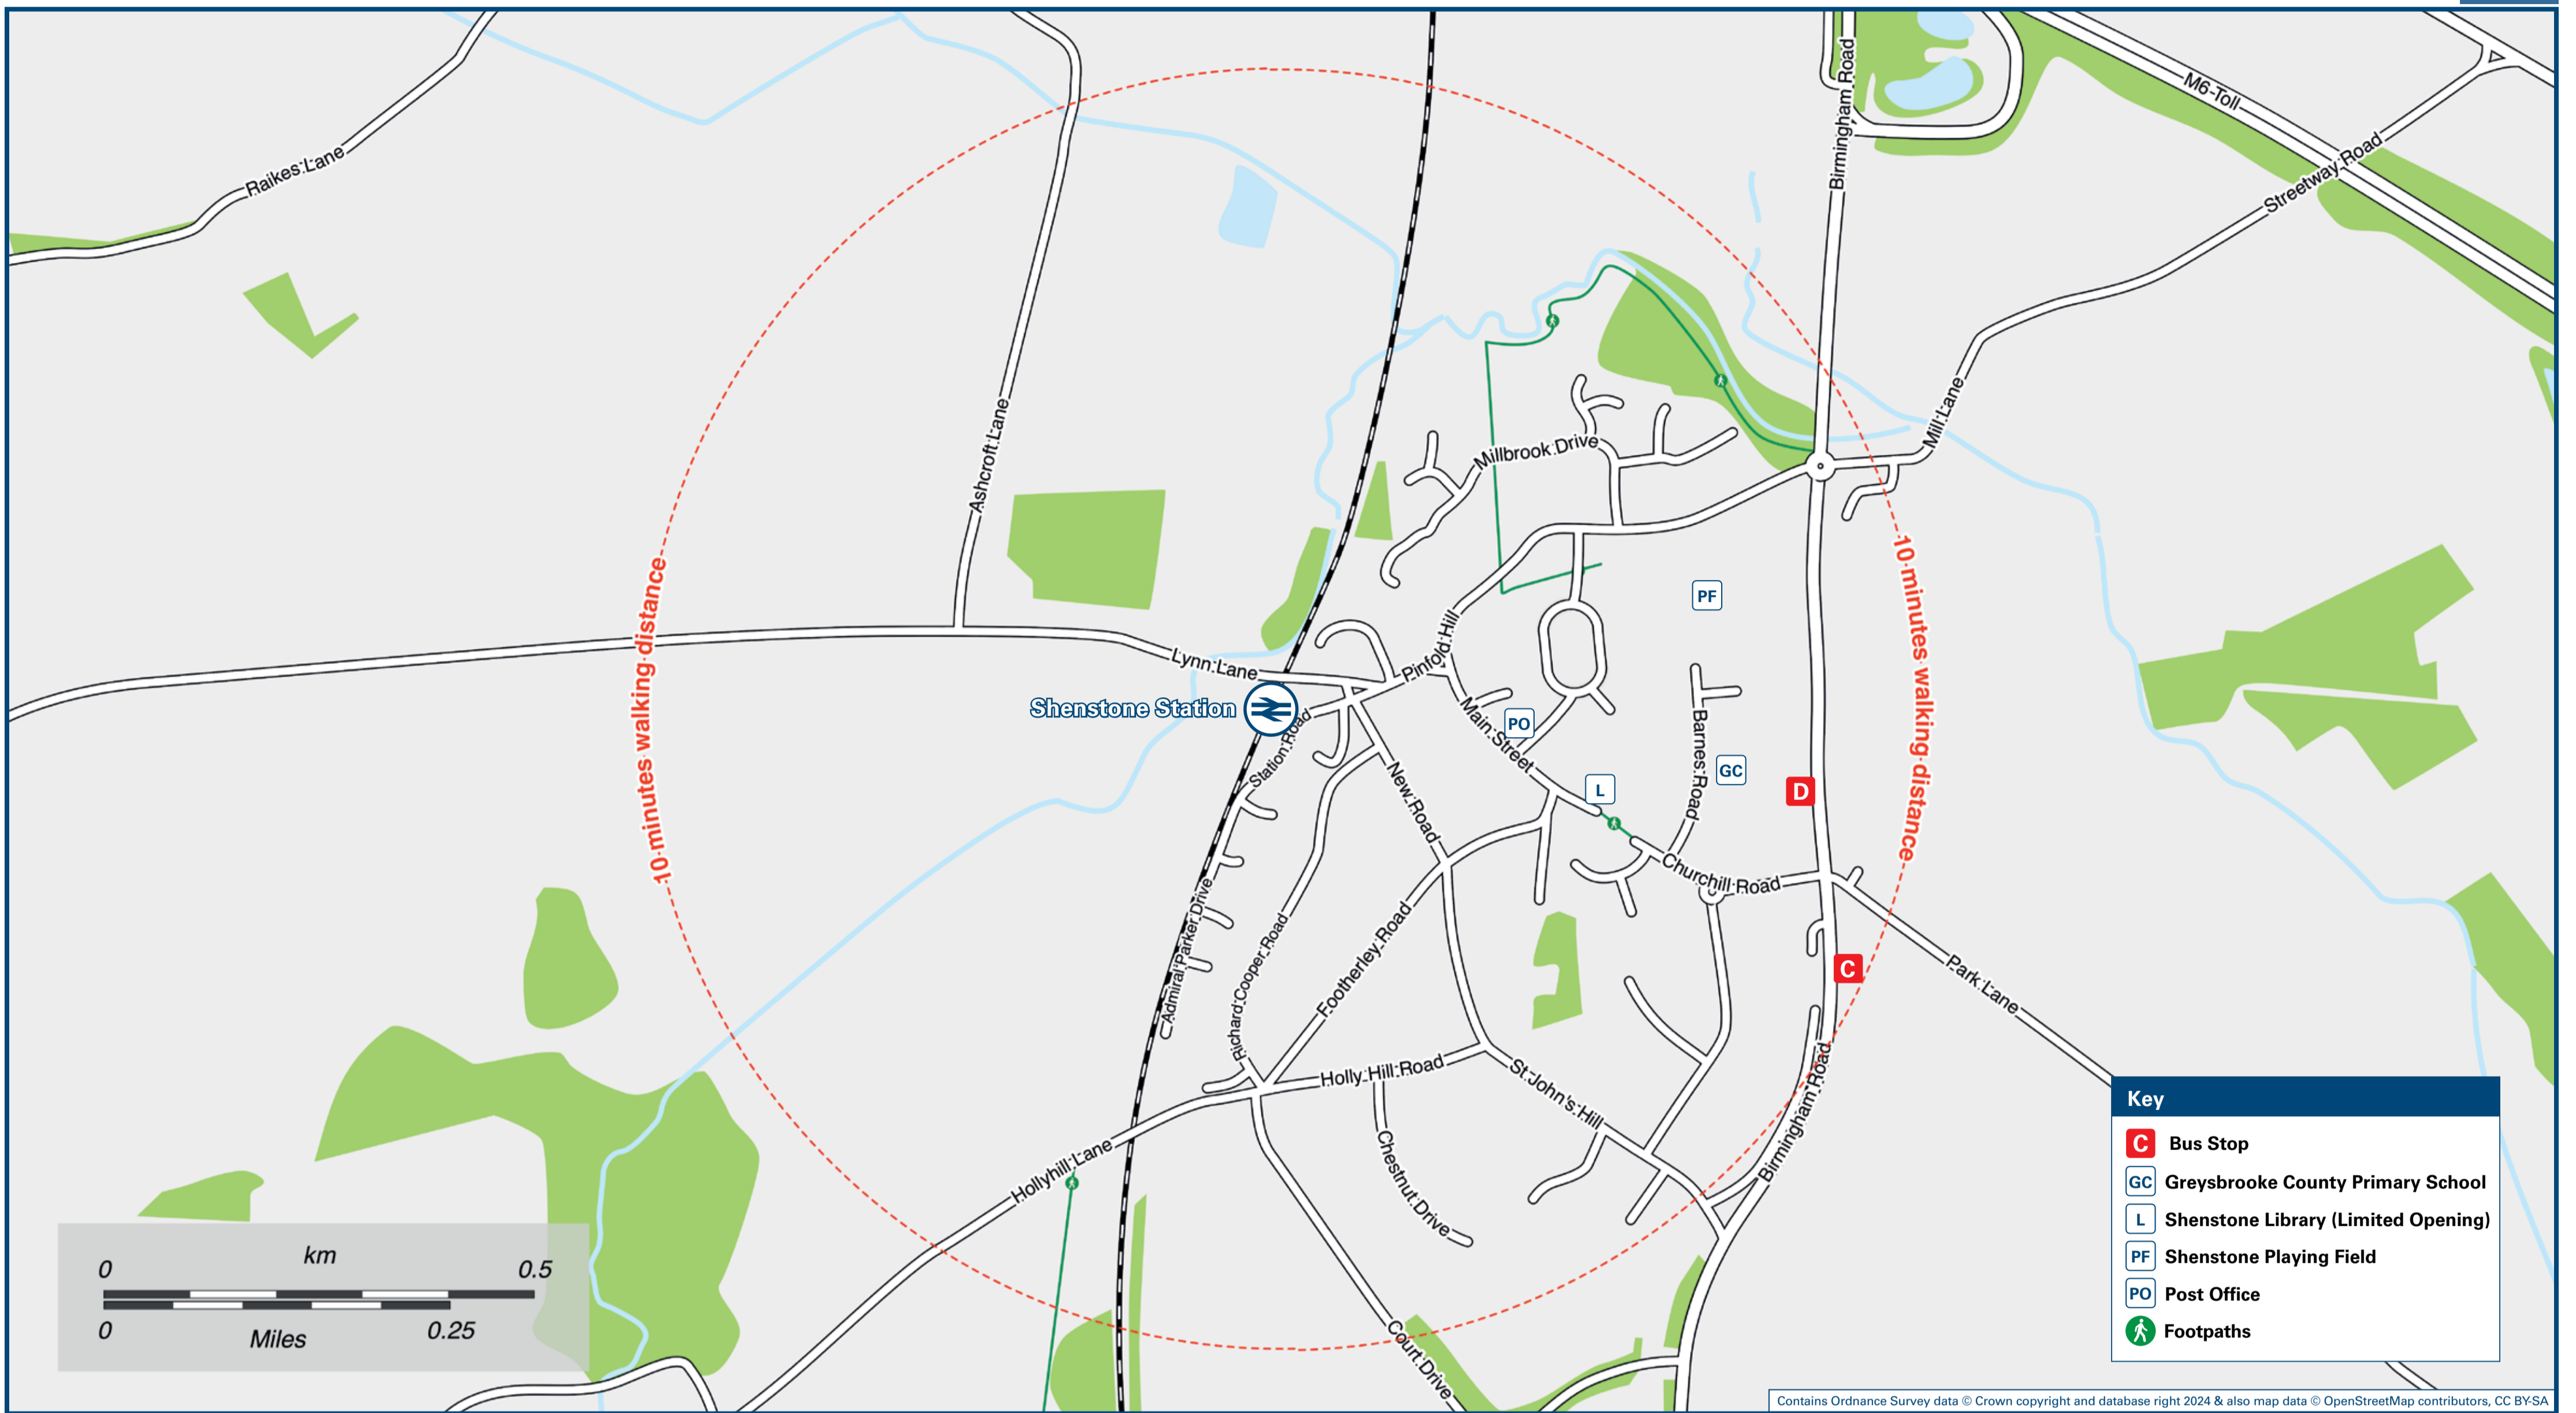 Raikes Lane
Birmingham Road
M6-Toll
Streetway Road
Ashcroft Lane
Mill Lane
Millbrook Drive
10 minutes walking distance
10 minutes walking distance
PF
Pinfold Hill
Lynn Lane
Shenstone Station
Station Road
Main Street
PO
Barnes Road
GC
L
D
New Road
Churchill Road
Admiral Parker Drive
Richard Cooper Road
Footherley Road
C
Park Lane
Holly Hill Road
St John's Hill
Birmingham Road
Hollyhill Lane
Chestnut Drive
Court Drive
km
0 0.5
0 0.25
Miles
Key
C Bus Stop
GC Greysbrooke County Primary School
L Shenstone Library (Limited Opening)
PF Shenstone Playing Field
PO Post Office
Footpaths
Contains Ordnance Survey data © Crown copyright and database right 2024 & also map data © OpenStreetMap contributors, CC BY-SA